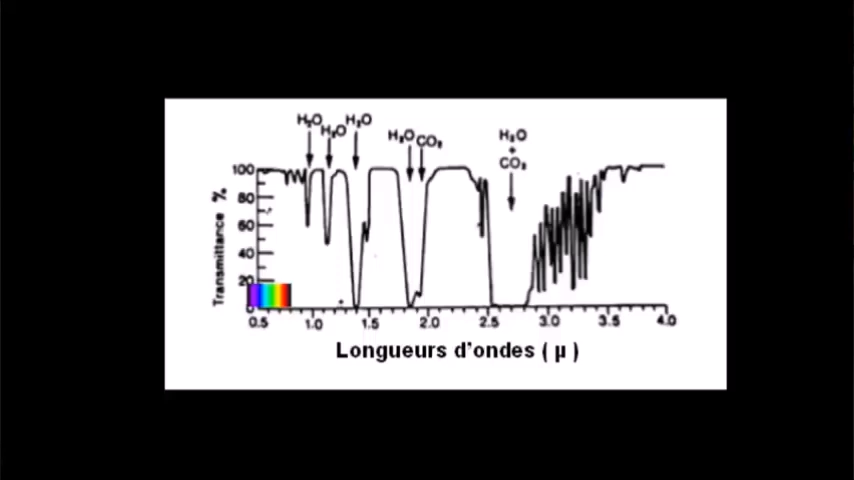 H₂O H₂O H₂O
H₂O CO₂
H₂O
+
CO₂
Transmittance %
100
80
60
40
20
0
0.5 1.0 1.5 2.0 2.5 3.0 3.5 4.0
Longueurs d'ondes ( µ )